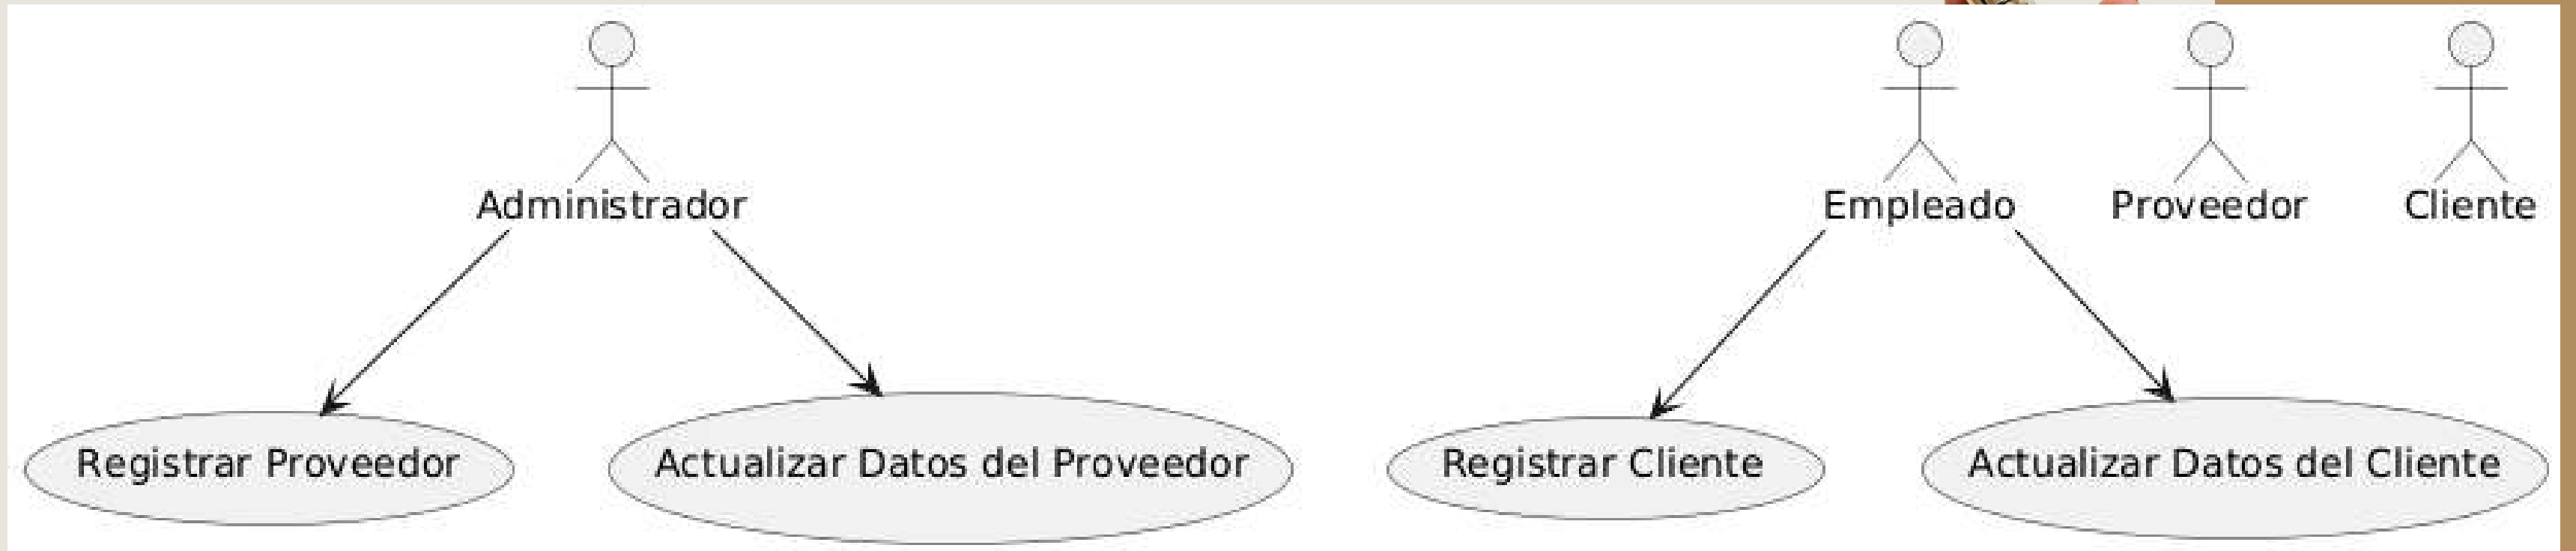 Administrador
Empleado
Proveedor
Cliente
Registrar Proveedor
Actualizar Datos del Proveedor
Registrar Cliente
Actualizar Datos del Cliente